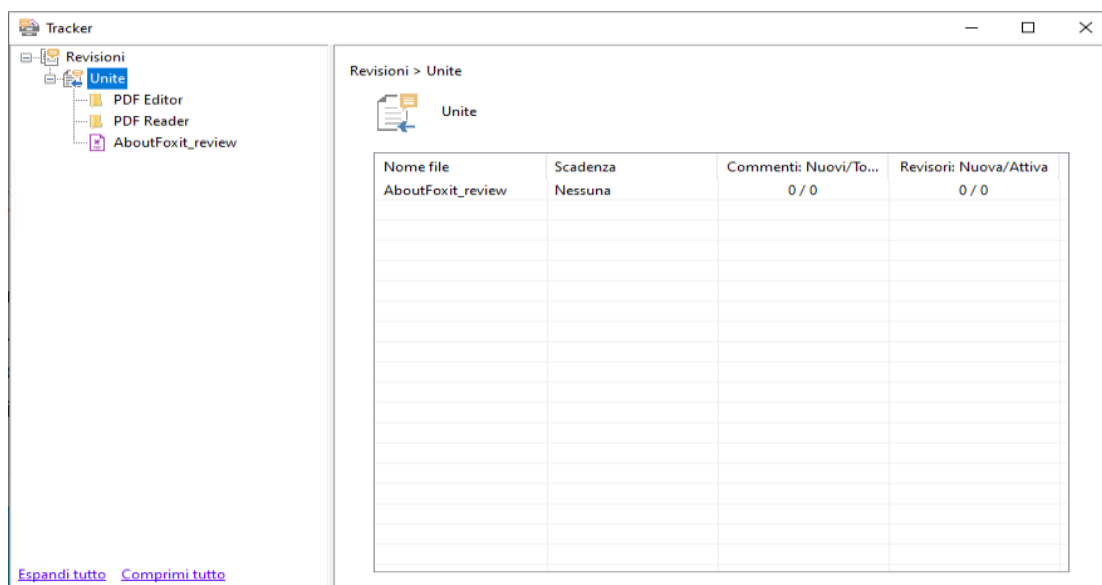 Tracker
Revisioni
Unite
PDF Editor
PDF Reader
AboutFoxit_review
Espandi tutto Comprimi tutto
Revisioni > Unite
Unite
Nome file Scadenza Commenti: Nuovi/To... Revisori: Nuova/Attiva
AboutFoxit_review Nessuna 0 / 0 0 / 0